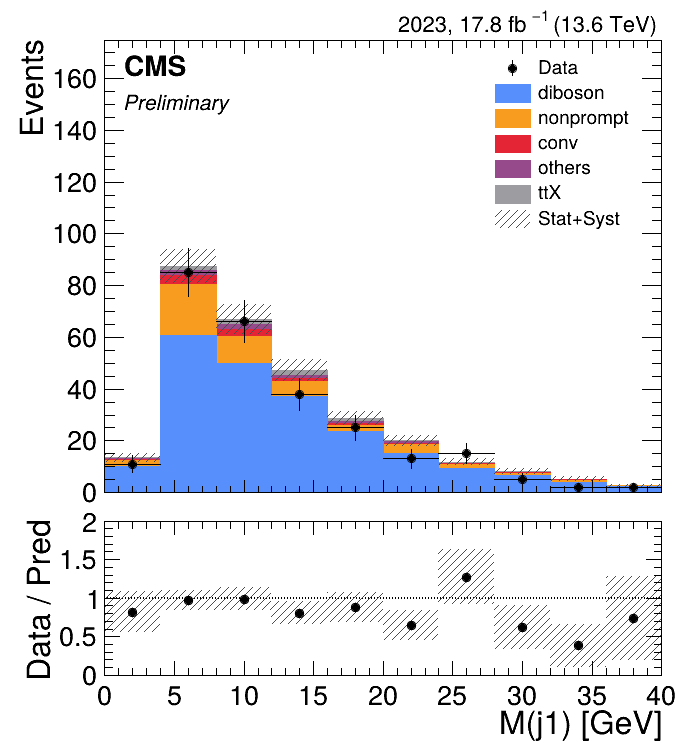 2023, 17.8 fb⁻¹ (13.6 TeV)
CMS
Preliminary
Events
160
140
120
100
80
60
40
20
0
Data
diboson
nonprompt
conv
others
ttX
Stat+Syst
Data / Pred
2
1.5
1
0.5
0
0 5 10 15 20 25 30 35 40
M(j1) [GeV]